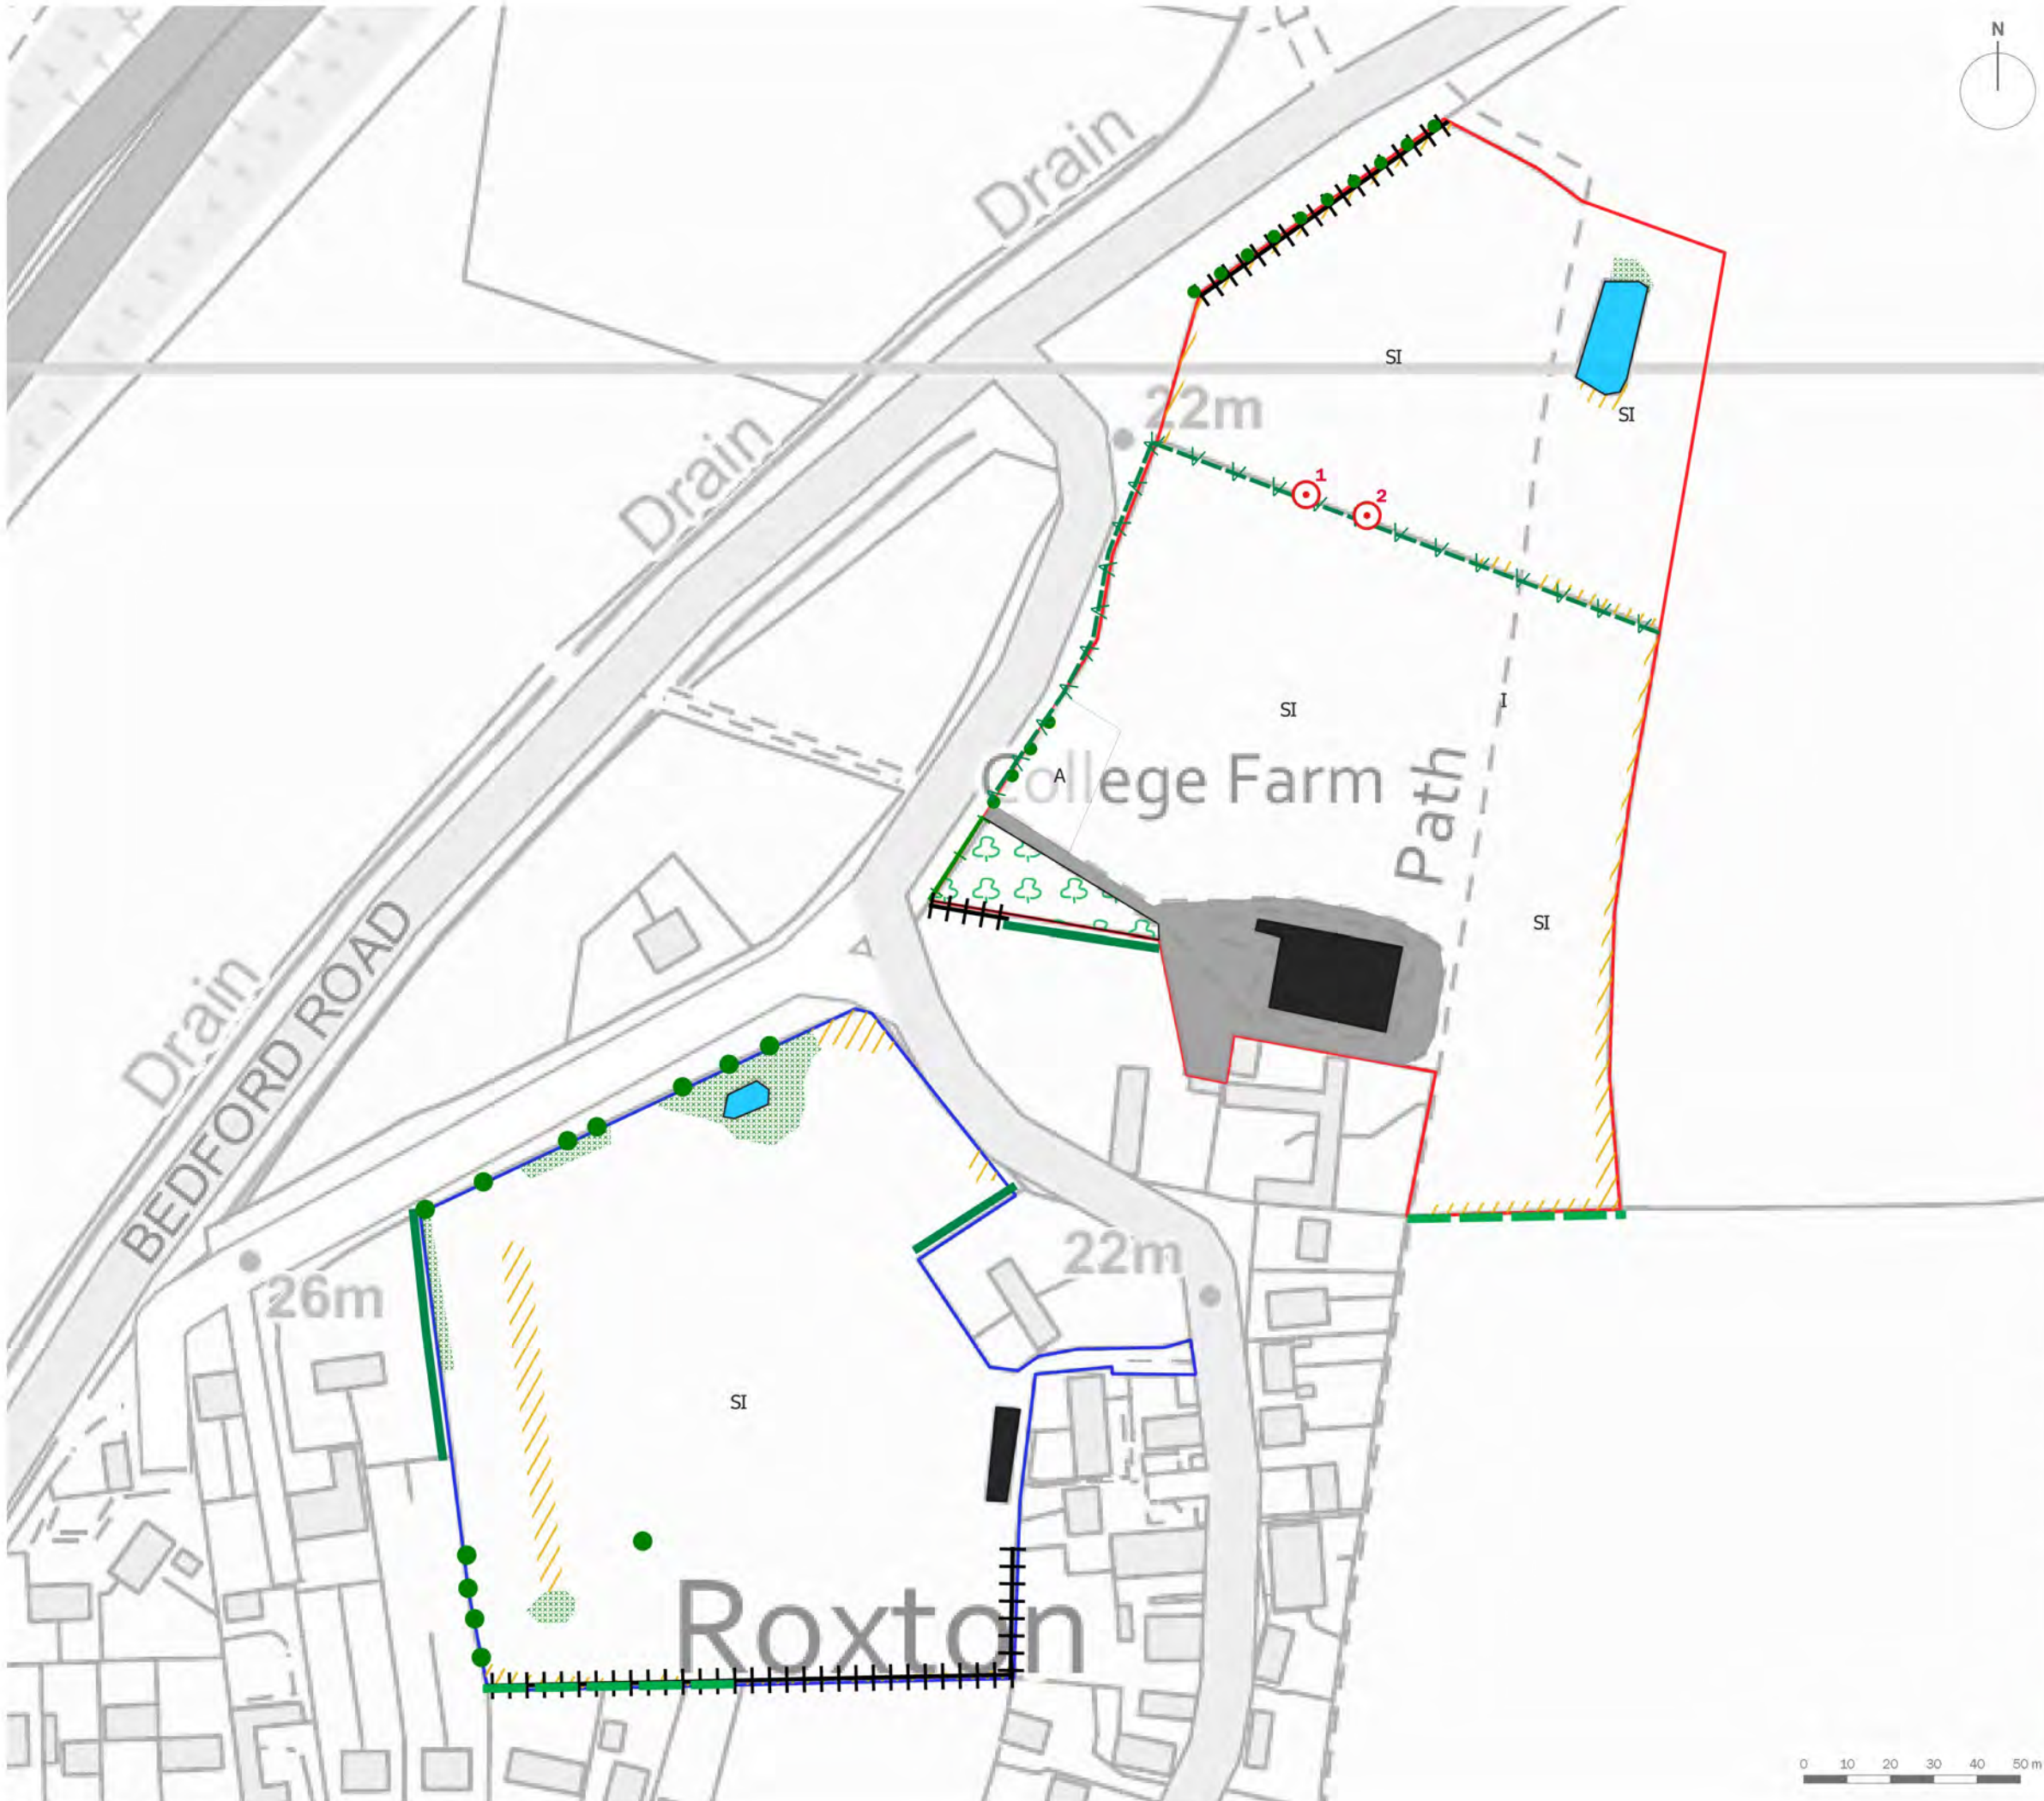 N
Drain
SI
22m
SI
Drain
1
2
SI
I
A
College Farm
Path
SI
Drain
BEDFORD ROAD
22m
26m
SI
Roxton
0 10 20 30 40 50 m